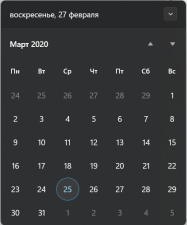 воскресенье, 27 февраля
Март 2020
Пн Вт Ср Чт Пт Сб Вс
24 25 26 27 28 29 1
2 3 4 5 6 7 8
9 10 11 12 13 14 15
16 17 18 19 20 21 22
23 24 25 26 27 28 29
30 31 1 2 3 4 5